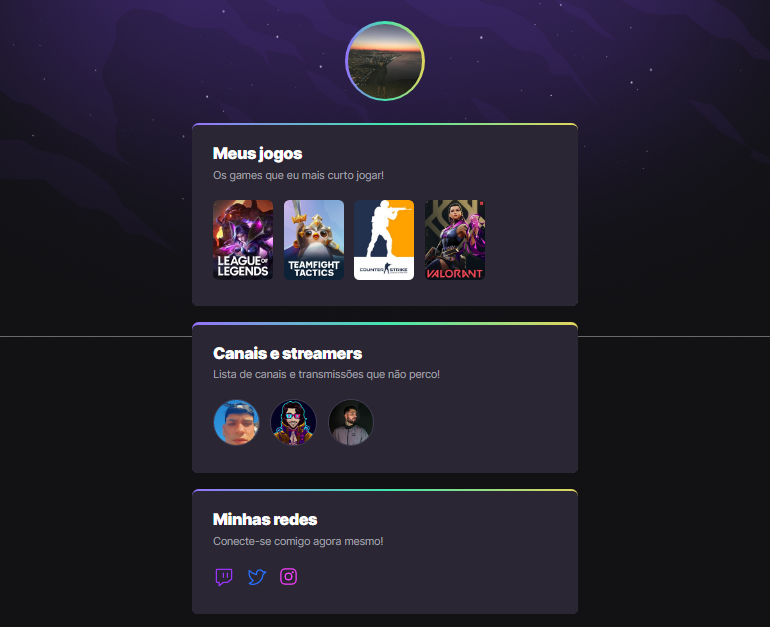 Meus jogos
Os games que eu mais curto jogar!
LEAGUE OF
LEGENDS
TEAMFIGHT
TACTICS
COUNTER STRIKE
VALORANT
Canais e streamers
Lista de canais e transmissões que não perco!
Minhas redes
Conecte-se comigo agora mesmo!